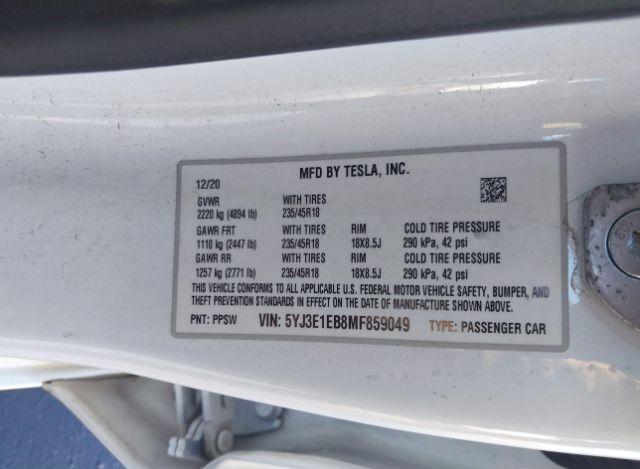 MFD BY TESLA, INC.
12/20
GVWR WITH TIRES
2220 kg (4894 lb) 235/45R18
GAWR FRT WITH TIRES RIM COLD TIRE PRESSURE
1110 kg (2447 lb) 235/45R18 18X8.5J 290 kPa, 42 psi
GAWR RR WITH TIRES RIM COLD TIRE PRESSURE
1257 kg (2771 lb) 235/45R18 18X8.5J 290 kPa, 42 psi
THIS VEHICLE CONFORMS TO ALL APPLICABLE U.S. FEDERAL MOTOR VEHICLE SAFETY, BUMPER, AND
THEFT PREVENTION STANDARDS IN EFFECT ON THE DATE OF MANUFACTURE SHOWN ABOVE.
PNT: PPSW VIN: 5YJ3E1EB8MF859049 TYPE: PASSENGER CAR